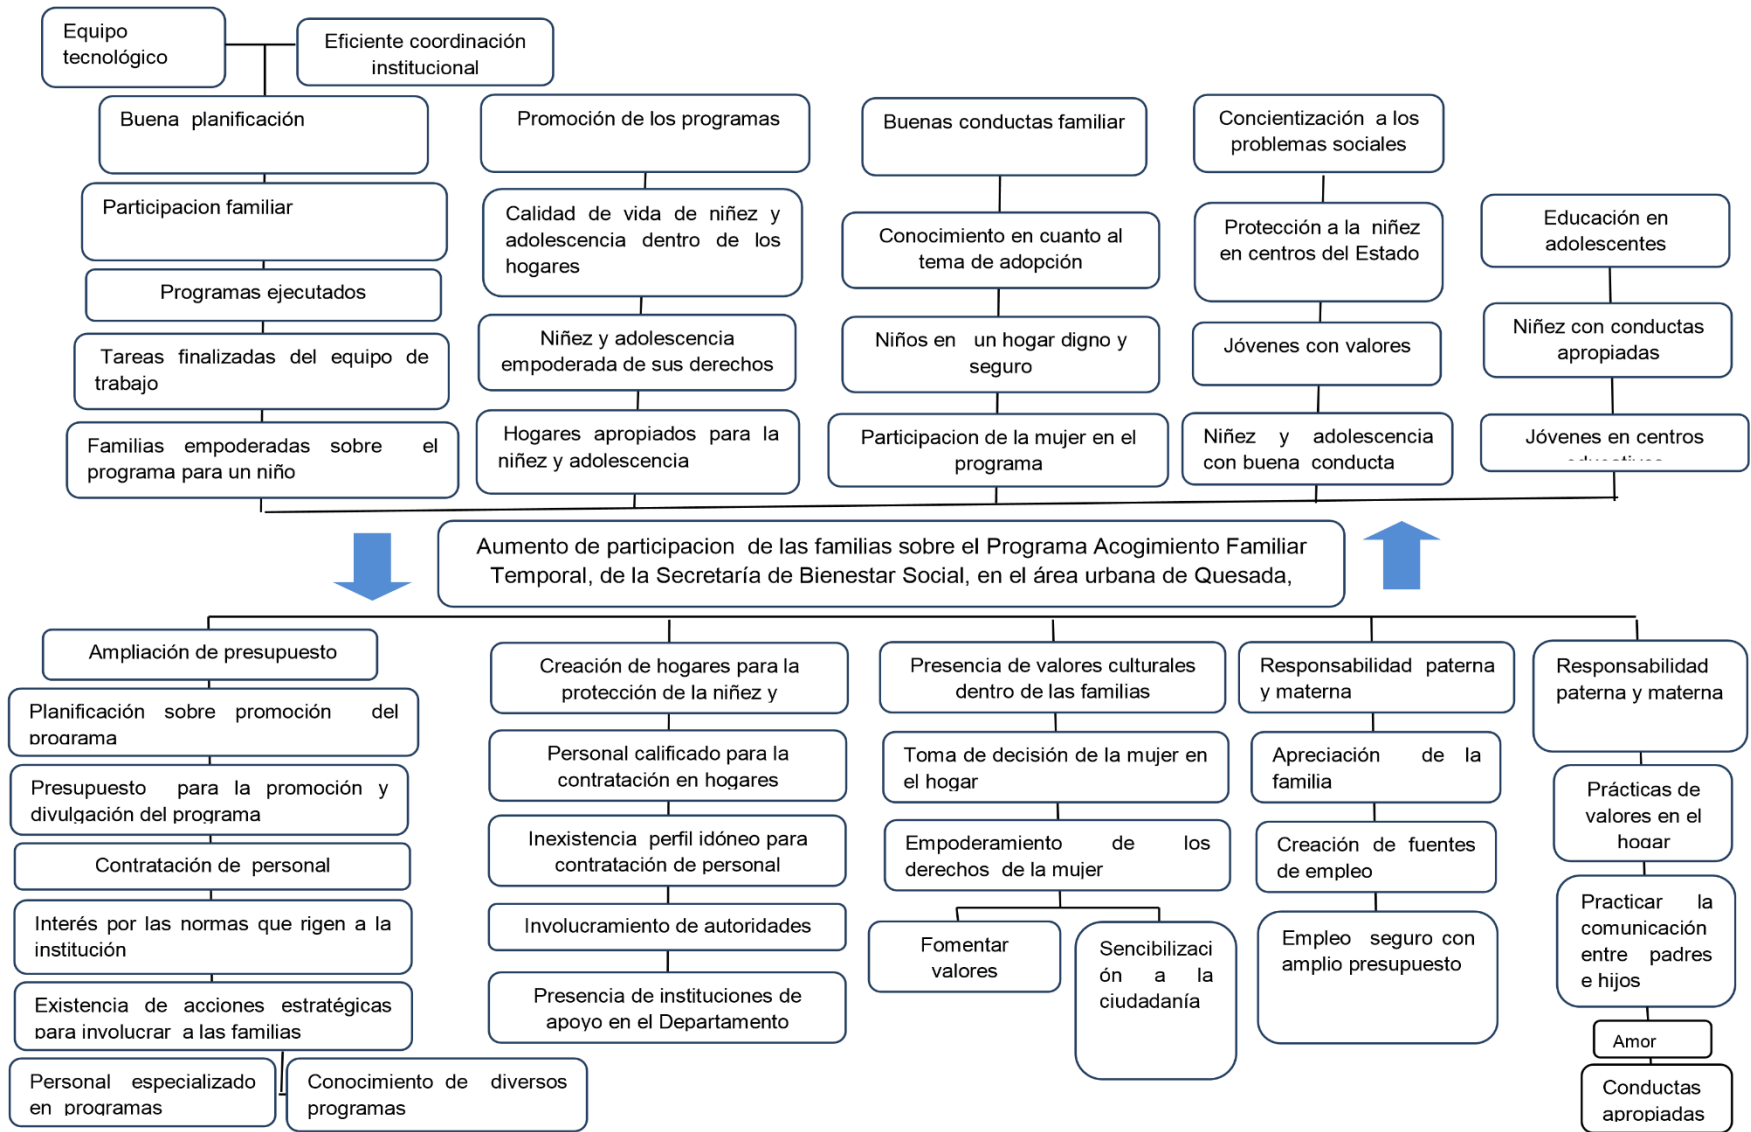 Equipo
tecnológico
Eficiente coordinación
institucional
Buena planificación
Participacion familiar
Programas ejecutados
Tareas finalizadas del equipo de
trabajo
Familias empoderadas sobre el
programa para un niño
Promoción de los programas
Calidad de vida de niñez y
adolescencia dentro de los
hogares
Niñez y adolescencia
empoderada de sus derechos
Hogares apropiados para la
niñez y adolescencia
Buenas conductas familiar
Conocimiento en cuanto al
tema de adopción
Niños en un hogar digno y
seguro
Participacion de la mujer en el
programa
Concientización a los
problemas sociales
Protección a la niñez
en centros del Estado
Jóvenes con valores
Niñez y adolescencia
con buena conducta
Educación en
adolescentes
Niñez con conductas
apropiadas
Jóvenes en centros
Aumento de participacion de las familias sobre el Programa Acogimiento Familiar
Temporal, de la Secretaría de Bienestar Social, en el área urbana de Quesada,
Ampliación de presupuesto
Planificación sobre promoción del
programa
Presupuesto para la promoción y
divulgación del programa
Contratación de personal
Interés por las normas que rigen a la
institución
Existencia de acciones estratégicas
para involucrar a las familias
Personal especializado
en programas
Conocimiento de diversos
programas
Creación de hogares para la
protección de la niñez y
Personal calificado para la
contratación en hogares
Inexistencia perfil idóneo para
contratación de personal
Involucramiento de autoridades
Presencia de instituciones de
apoyo en el Departamento
Presencia de valores culturales
dentro de las familias
Toma de decisión de la mujer en
el hogar
Empoderamiento de los
derechos de la mujer
Fomentar
valores
Sencibilizaci
ón a la
ciudadanía
Responsabilidad paterna
y materna
Apreciación de la
familia
Creación de fuentes
de empleo
Empleo seguro con
amplio presupuesto
Responsabilidad
paterna y materna
Prácticas de
valores en el
hogar
Practicar la
comunicación
entre padres
e hijos
Amor
Conductas
apropiadas